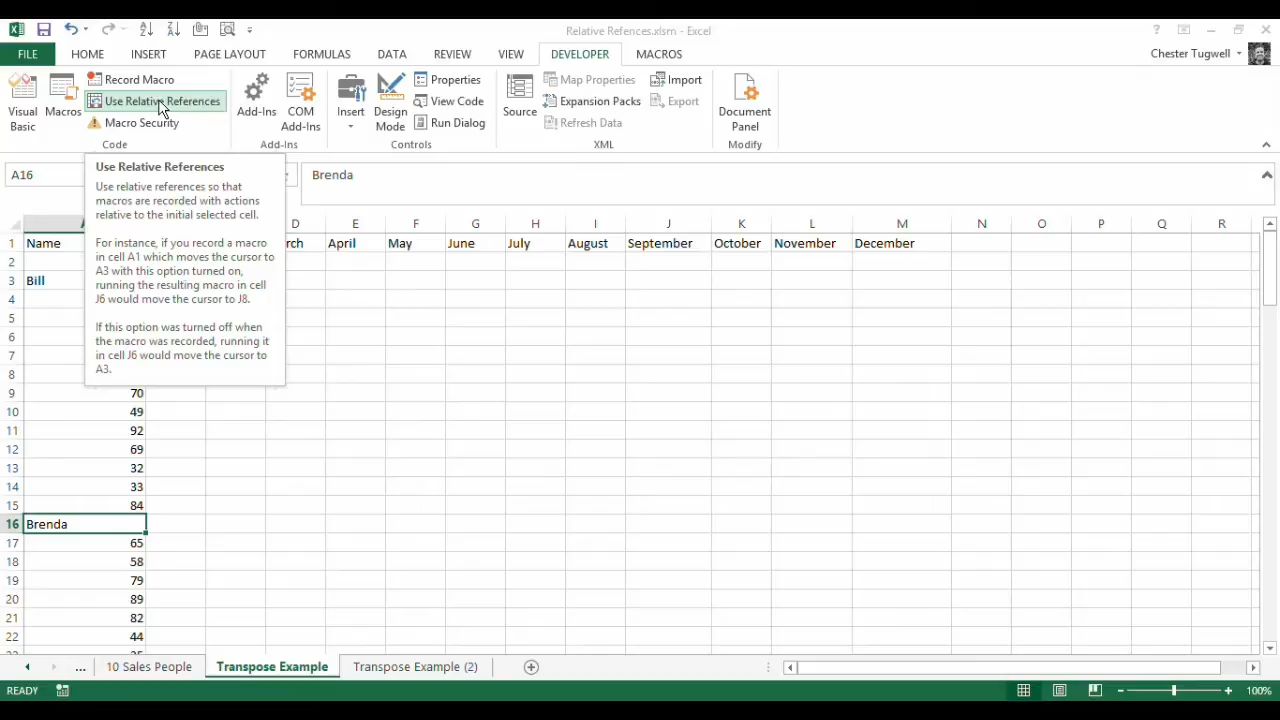 Relative Refences.xlsm - Excel
FILE HOME INSERT PAGE LAYOUT FORMULAS DATA REVIEW VIEW DEVELOPER MACROS Chester Tugwell
Visual Basic
Macros
Record Macro
Use Relative References
Macro Security
Code
Add-Ins
COM Add-Ins
Add-Ins
Insert
Design Mode
Properties
View Code
Run Dialog
Controls
Source
Map Properties
Expansion Packs
Refresh Data
Import
Export
XML
Document Panel
Modify
A16
Brenda
Use Relative References
Use relative references so that
macros are recorded with actions
relative to the initial selected cell.
For instance, if you record a macro
in cell A1 which moves the cursor to
A3 with this option turned on,
running the resulting macro in cell
J6 would move the cursor to J8.
If this option was turned off when
the macro was recorded, running it
in cell J6 would move the cursor to
A3.
D E F G H I J K L M N O P Q R
1 Name rch April May June July August September October November December
2
3 Bill
4
5
6
7
8
9 70
10 49
11 92
12 69
13 32
14 33
15 84
16 Brenda
17 65
18 58
19 79
20 89
21 82
22 44
... 10 Sales People Transpose Example Transpose Example (2)
READY 100%